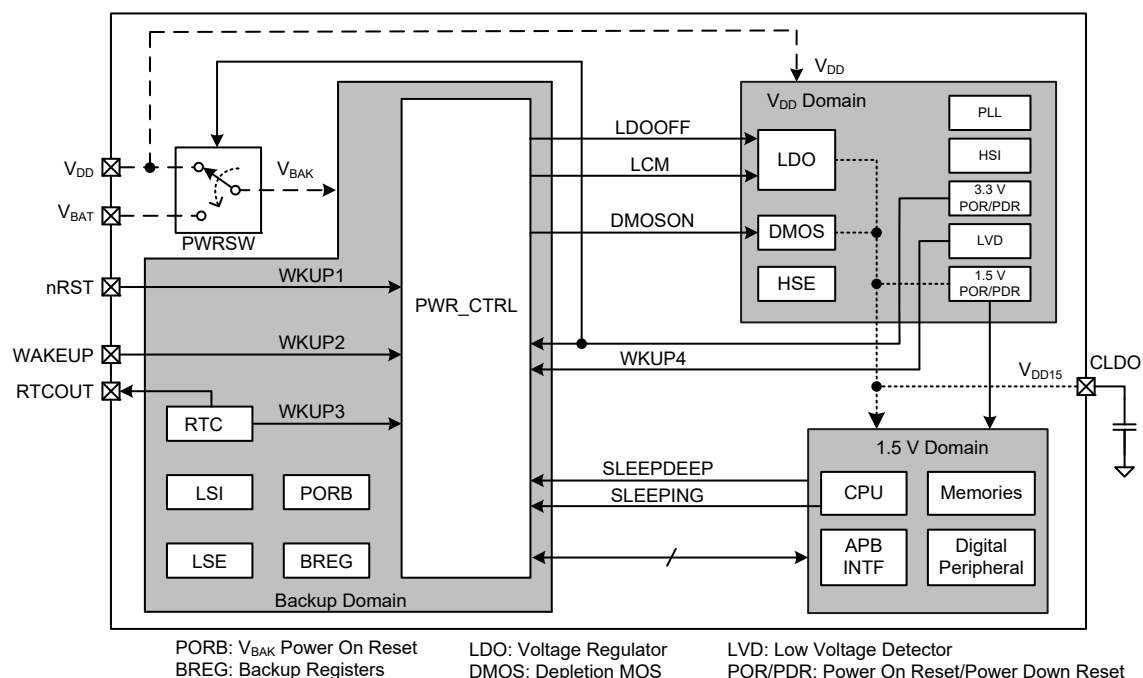 VDD
VDD Domain
PLL
LDOOFF
LDO
HSI
LCM
VDD
VBAK
3.3 V
POR/PDR
VBAT
PWRSW
DMOSON
DMOS
LVD
nRST
WKUP1
PWR_CTRL
HSE
1.5 V
POR/PDR
WAKEUP
WKUP2
WKUP4
RTCOUT
VDD15
CLDO
RTC
WKUP3
1.5 V Domain
SLEEPDEEP
LSI
PORB
SLEEPING
CPU
Memories
LSE
BREG
APB
INTF
Digital
Peripheral
Backup Domain
PORB: VBAK Power On Reset
LDO: Voltage Regulator
LVD: Low Voltage Detector
BREG: Backup Registers
DMOS: Depletion MOS
POR/PDR: Power On Reset/Power Down Reset